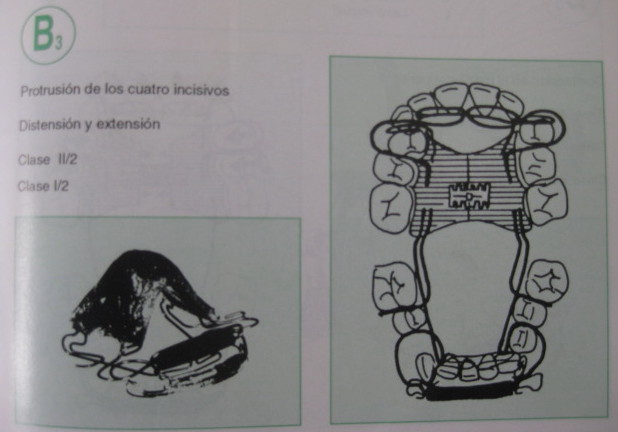 B3
Protrusión de los cuatro incisivos
Distensión y extensión
Clase II/2
Clase I/2